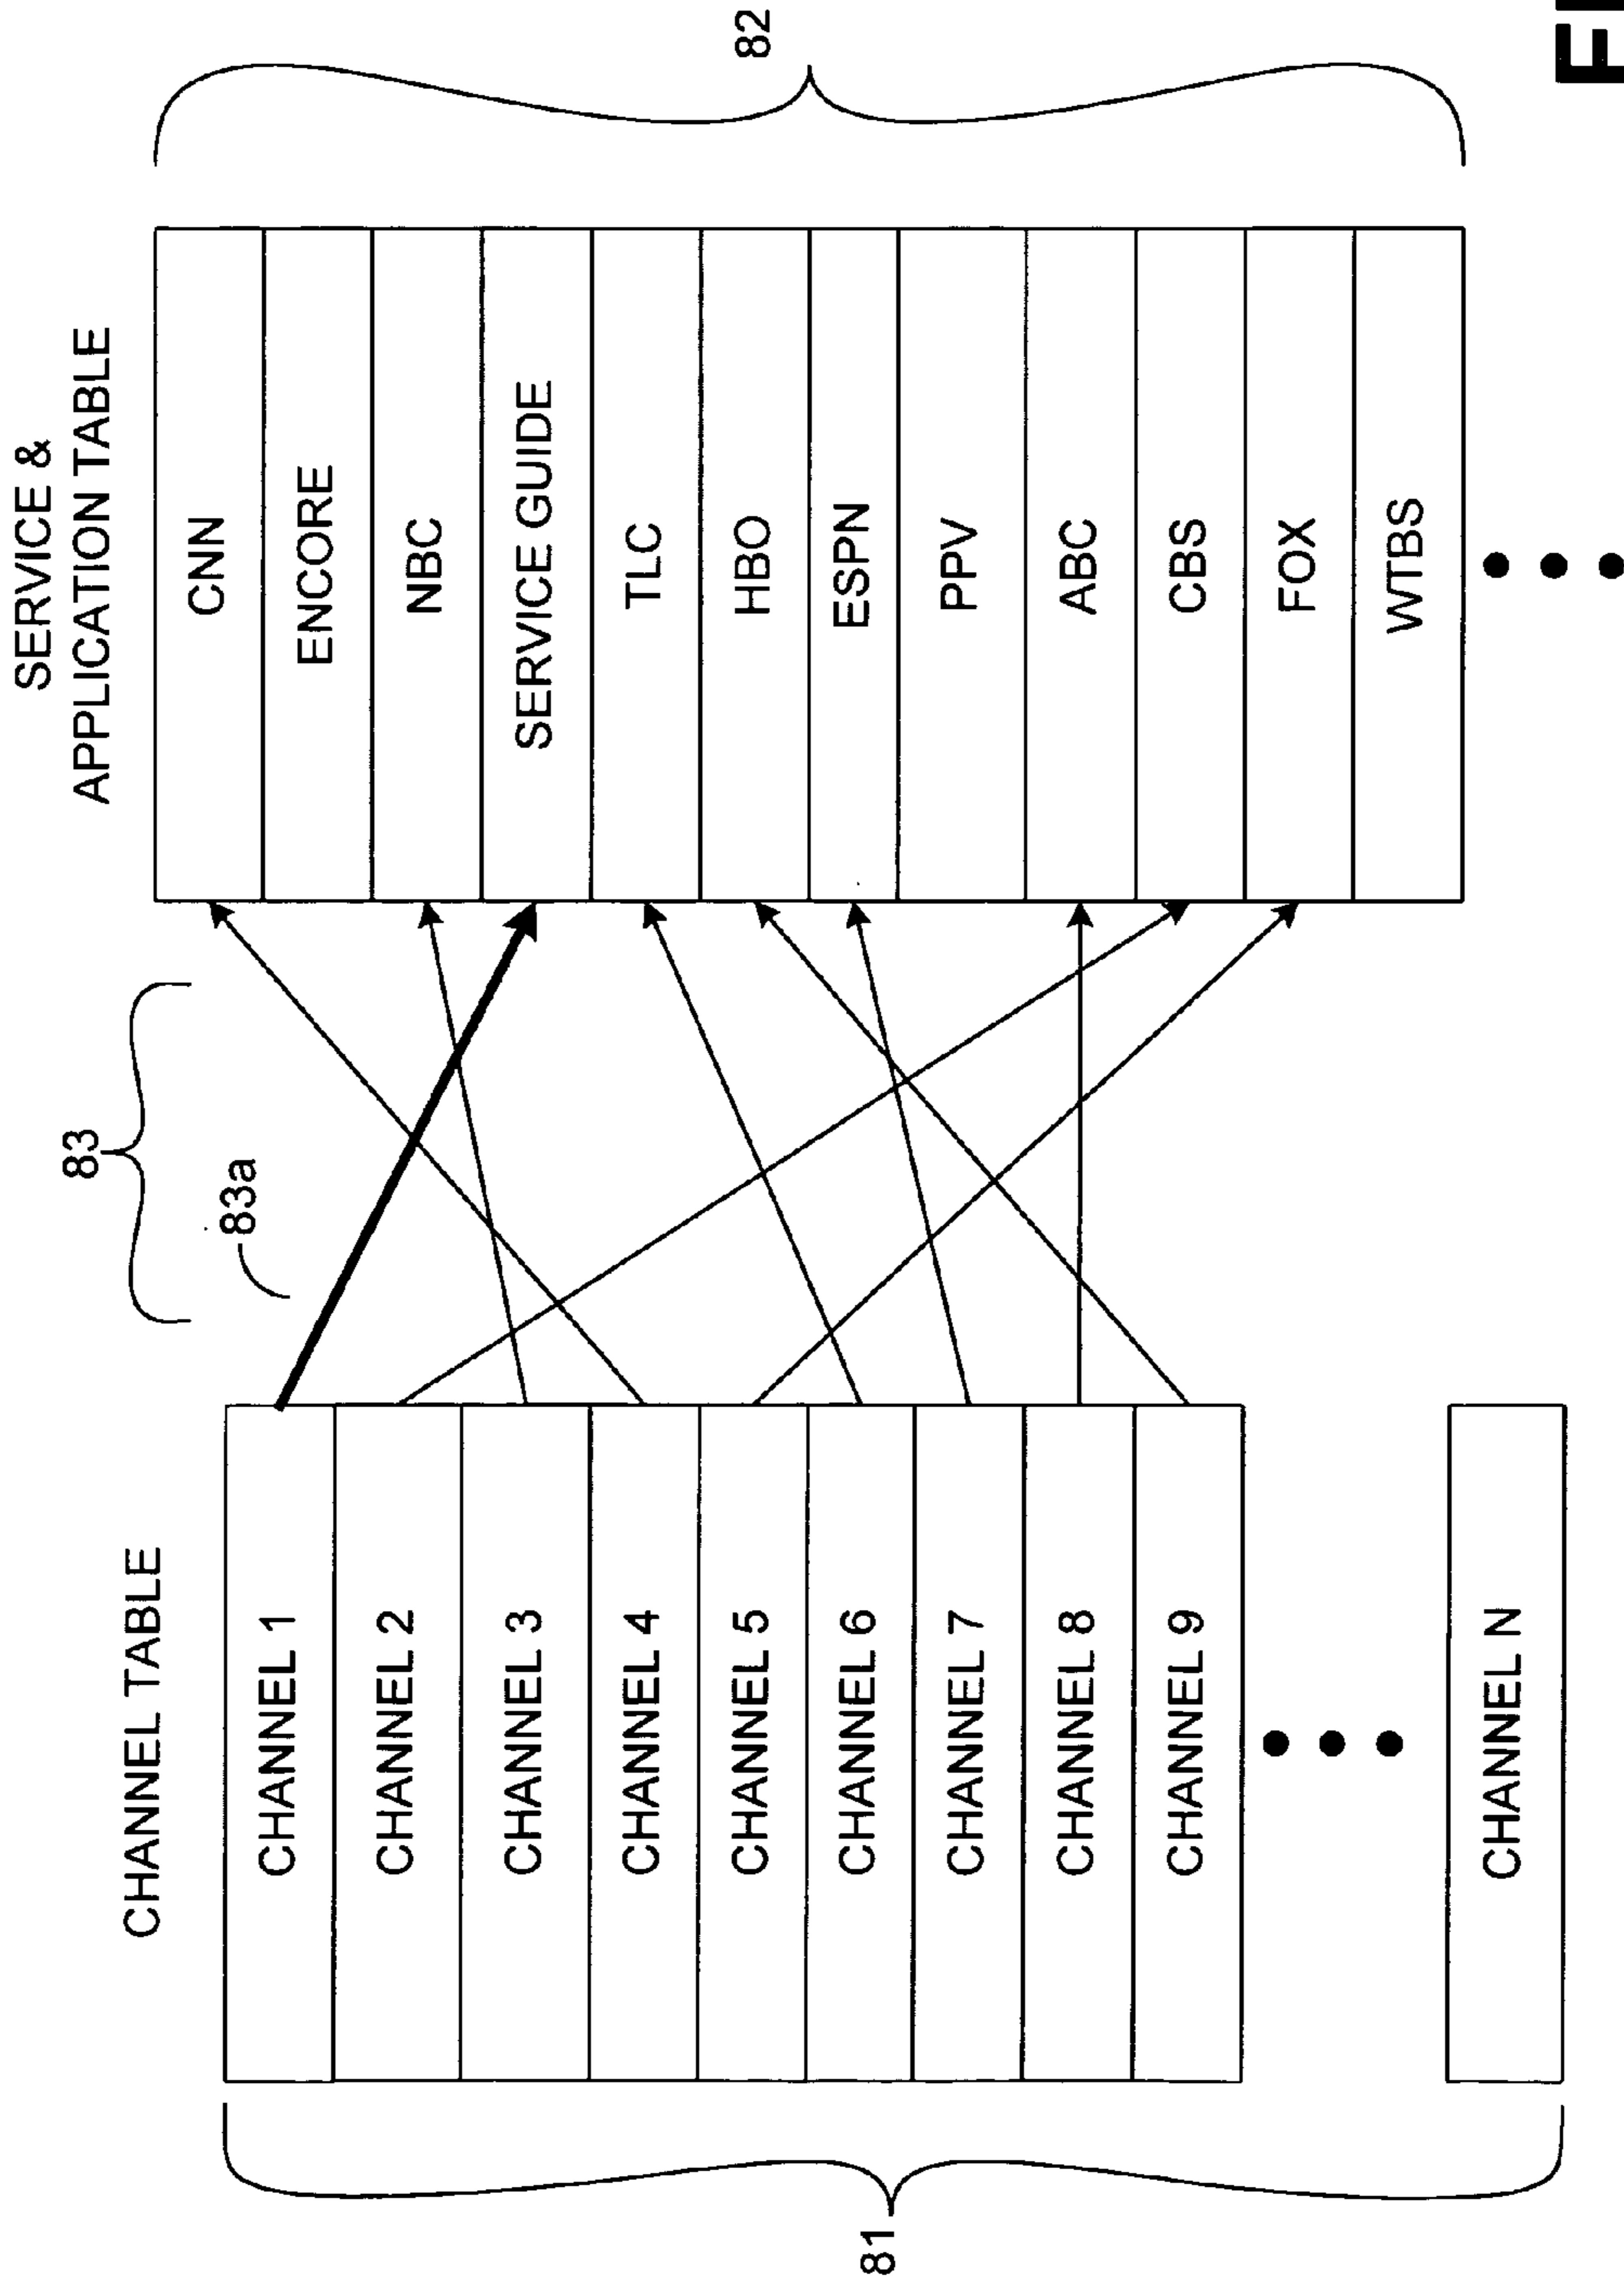 CHANNEL TABLE
81
CHANNEL 1
CHANNEL 2
CHANNEL 3
CHANNEL 4
CHANNEL 5
CHANNEL 6
CHANNEL 7
CHANNEL 8
CHANNEL 9
CHANNEL N
83
83a
SERVICE &
APPLICATION TABLE
CNN
ENCORE
NBC
SERVICE GUIDE
TLC
HBO
ESPN
PPV
ABC
CBS
FOX
WTBS
82